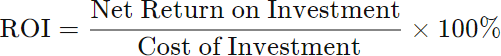 ROI = Net Return on Investment / Cost of Investment × 100%